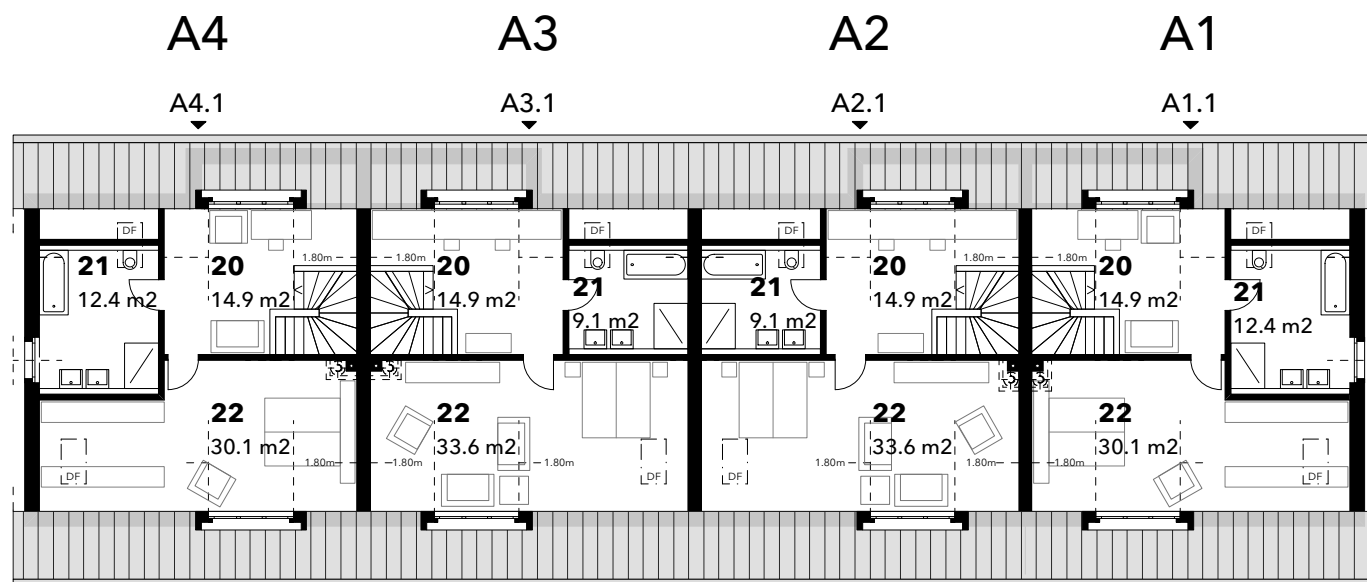 A4 A3 A2 A1
A4.1 A3.1 A2.1 A1.1
DF DF DF DF
1.80m 1.80m 1.80m 1.80m
21 20 20 21 21 20 20 21
12.4 m2 14.9 m2 14.9 m2 9.1 m2 9.1 m2 14.9 m2 14.9 m2 12.4 m2
S S S S
22 22 22 22
30.1 m2 33.6 m2 33.6 m2 30.1 m2
1.80m 1.80m 1.80m 1.80m 1.80m 1.80m
DF DF DF